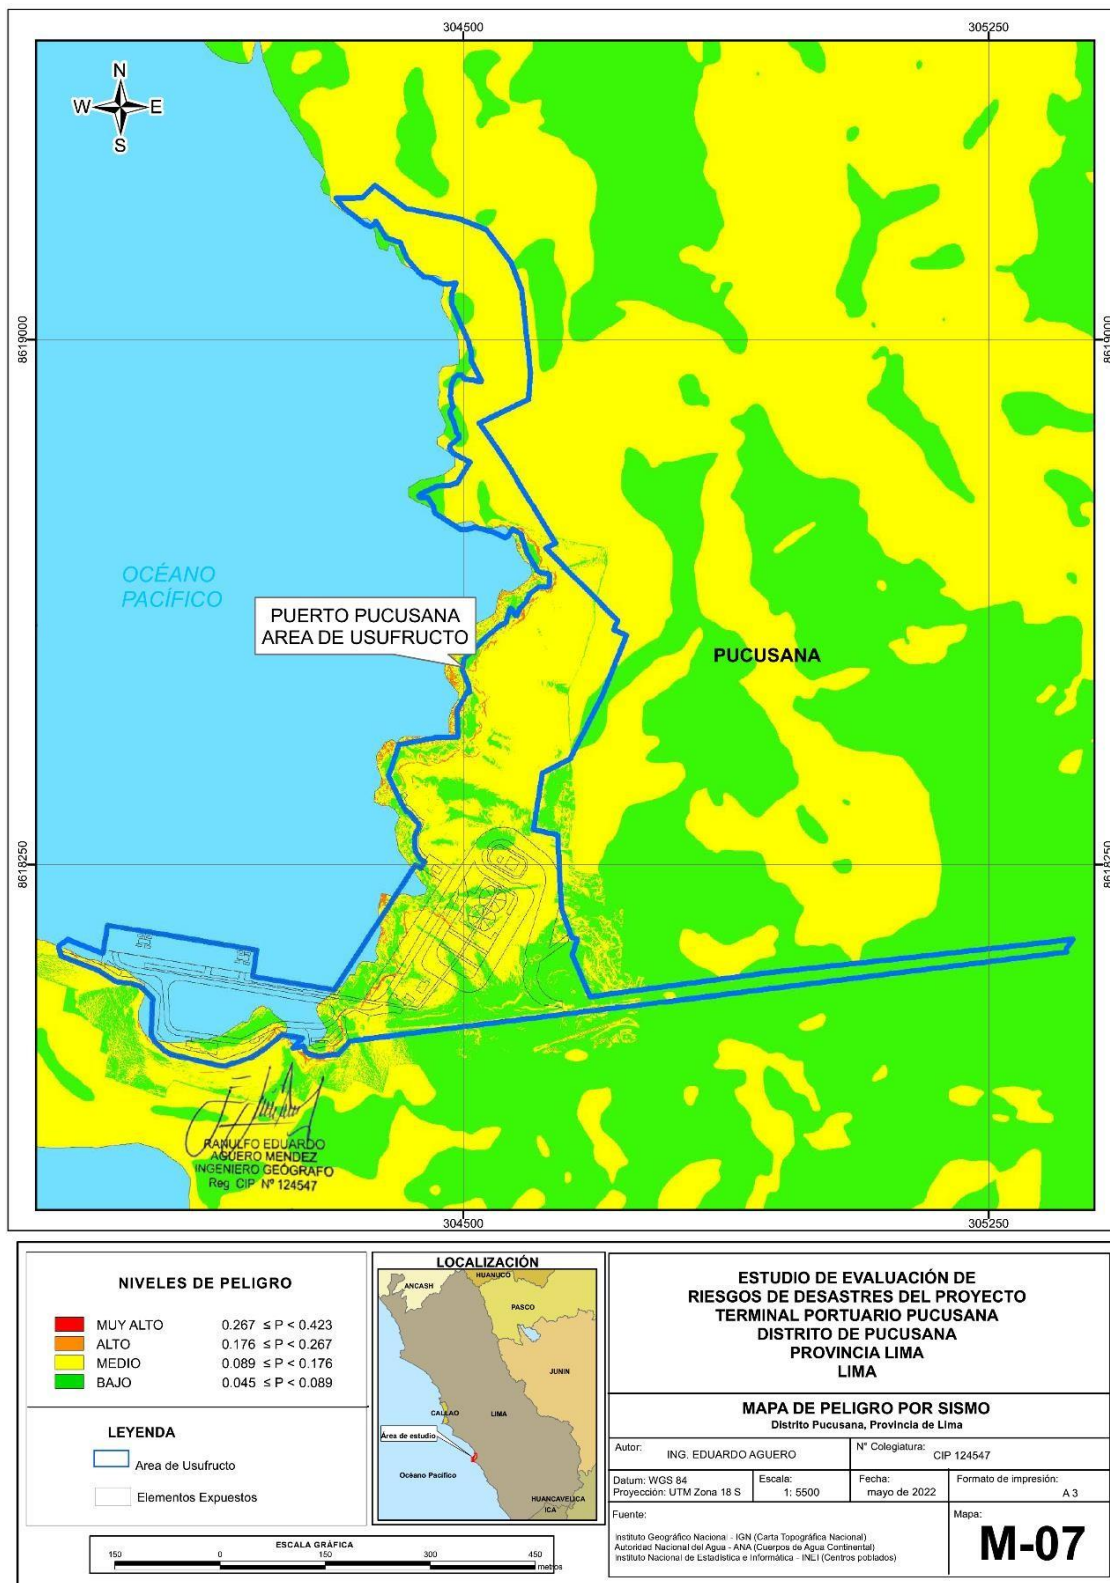 304500
305250
N
W
E
S
8619000
8619000
OCÉANO
PACÍFICO
PUERTO PUCUSANA
AREA DE USUFRUCTO
PUCUSANA
8618250
8618250
RANULFO EDUARDO
AGÜERO MENDEZ
INGENIERO GEÓGRAFO
Reg CIP Nº 124547
304500
305250
NIVELES DE PELIGRO
MUY ALTO 0.267 ≤ P < 0.423
ALTO 0.176 ≤ P < 0.267
MEDIO 0.089 ≤ P < 0.176
BAJO 0.045 ≤ P < 0.089
LEYENDA
Area de Usufructo
Elementos Expuestos
ESCALA GRÁFICA
150 0 150 300 450
metros
LOCALIZACIÓN
ANCASH
HUANUCO
PASCO
JUNIN
CALLAO
LIMA
Área de estudio
Océano Pacífico
HUANCAVELICA
ICA
ESTUDIO DE EVALUACIÓN DE
RIESGOS DE DESASTRES DEL PROYECTO
TERMINAL PORTUARIO PUCUSANA
DISTRITO DE PUCUSANA
PROVINCIA LIMA
LIMA
MAPA DE PELIGRO POR SISMO
Distrito Pucusana, Provincia de Lima
Autor: ING. EDUARDO AGUERO
N° Colegiatura: CIP 124547
Datum: WGS 84
Proyección: UTM Zona 18 S
Escala:
1: 5500
Fecha:
mayo de 2022
Formato de impresión:
A 3
Fuente:
Instituto Geográfico Nacional - IGN (Carta Topográfica Nacional)
Autoridad Nacional del Agua - ANA (Cuerpos de Agua Continental)
Instituto Nacional de Estadística e Informática - INEI (Centros poblados)
Mapa:
M-07